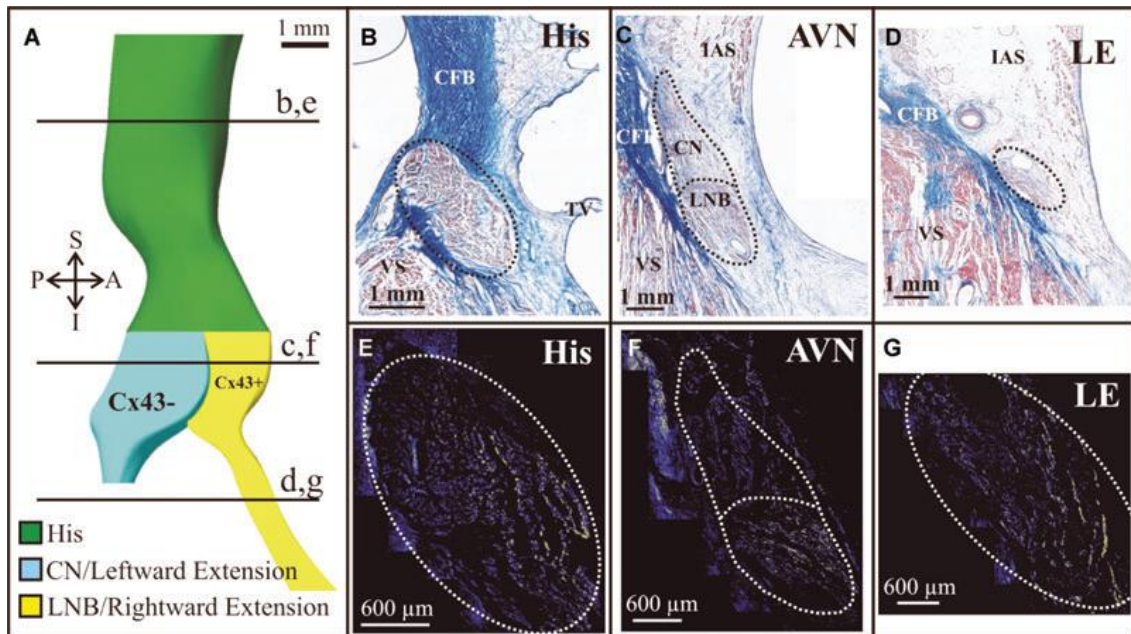 A
1 mm
b,e
S
P A
I
c,f
Cx43-
Cx43+
d,g
His
CN/Leftward Extension
LNB/Rightward Extension
B
His
CFB
TV
VS
1 mm
C
AVN
IAS
CFB
CN
LNB
VS
1 mm
D
LE
IAS
CFB
VS
1 mm
E
His
600 µm
F
AVN
600 µm
G
LE
600 µm